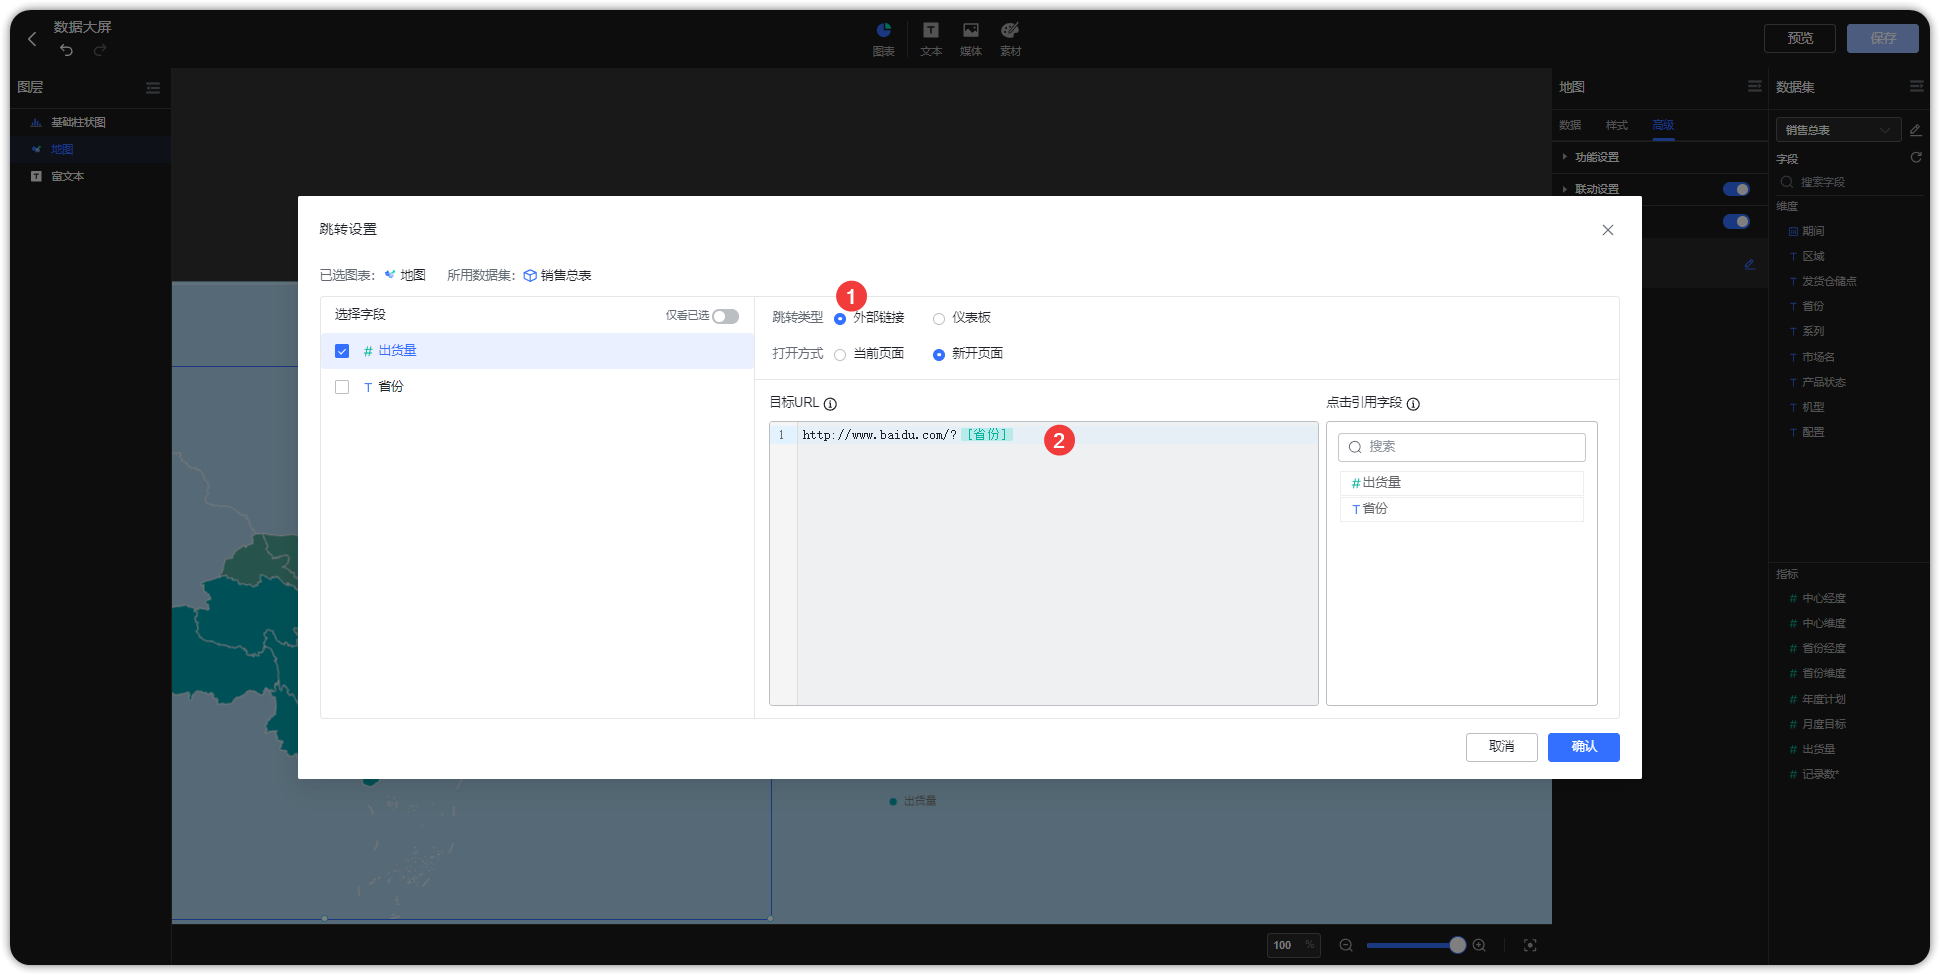 数据大屏
图表
文本
媒体
素材
预览
保存
图层
基础柱状图
地图
富文本
地图
数据
样式
高级
功能设置
联动设置
数据集
销售总表
字段
搜索字段
维度
期间
区域
发货仓储点
省份
系列
市场名
产品状态
机型
配置
指标
中心经度
中心维度
省份经度
省份维度
年度计划
月度目标
出货量
记录数*
跳转设置
已选图表: 地图 所用数据集: 销售总表
选择字段
仅看已选
# 出货量
T 省份
1
跳转类型 外部链接 仪表板
打开方式 当前页面 新开页面
目标URL
1 http://www.baidu.com/? [省份]
2
点击引用字段
搜索
#出货量
T省份
取消
确认
出货量
100 %